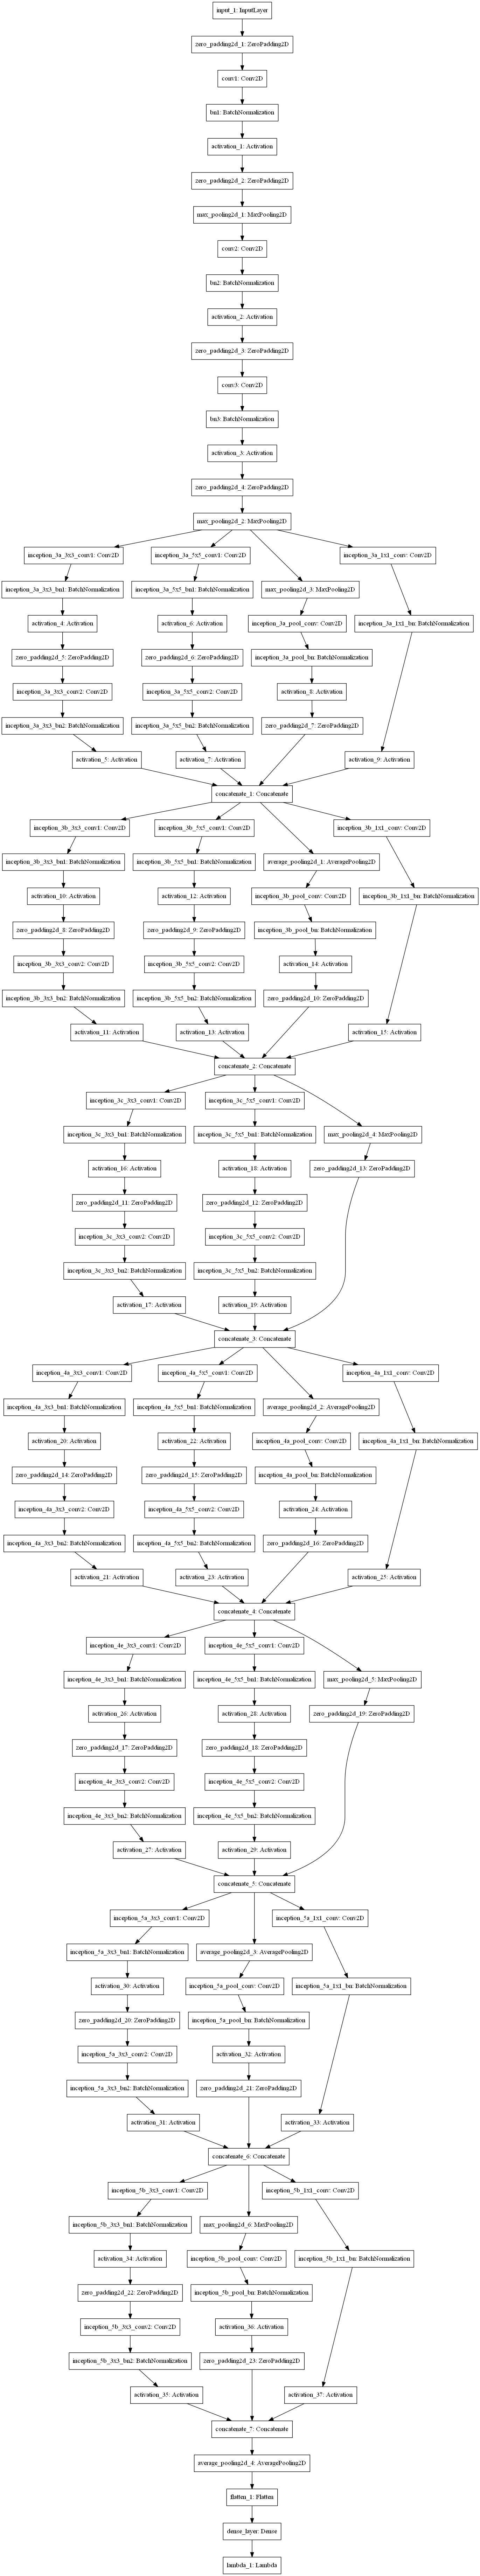 input_1: InputLayer
zero_padding2d_1: ZeroPadding2D
conv1: Conv2D
bn1: BatchNormalization
activation_1: Activation
zero_padding2d_2: ZeroPadding2D
max_pooling2d_1: MaxPooling2D
conv2: Conv2D
bn2: BatchNormalization
activation_2: Activation
zero_padding2d_3: ZeroPadding2D
conv3: Conv2D
bn3: BatchNormalization
activation_3: Activation
zero_padding2d_4: ZeroPadding2D
max_pooling2d_2: MaxPooling2D
inception_3a_3x3_conv1: Conv2D
inception_3a_5x5_conv1: Conv2D
inception_3a_1x1_conv: Conv2D
inception_3a_3x3_bn1: BatchNormalization
inception_3a_5x5_bn1: BatchNormalization
max_pooling2d_3: MaxPooling2D
activation_4: Activation
activation_6: Activation
inception_3a_pool_conv: Conv2D
inception_3a_1x1_bn: BatchNormalization
zero_padding2d_5: ZeroPadding2D
zero_padding2d_6: ZeroPadding2D
inception_3a_pool_bn: BatchNormalization
inception_3a_3x3_conv2: Conv2D
inception_3a_5x5_conv2: Conv2D
activation_8: Activation
inception_3a_3x3_bn2: BatchNormalization
inception_3a_5x5_bn2: BatchNormalization
zero_padding2d_7: ZeroPadding2D
activation_5: Activation
activation_7: Activation
activation_9: Activation
concatenate_1: Concatenate
inception_3b_3x3_conv1: Conv2D
inception_3b_5x5_conv1: Conv2D
inception_3b_1x1_conv: Conv2D
inception_3b_3x3_bn1: BatchNormalization
inception_3b_5x5_bn1: BatchNormalization
average_pooling2d_1: AveragePooling2D
activation_10: Activation
activation_12: Activation
inception_3b_pool_conv: Conv2D
inception_3b_1x1_bn: BatchNormalization
zero_padding2d_8: ZeroPadding2D
zero_padding2d_9: ZeroPadding2D
inception_3b_pool_bn: BatchNormalization
inception_3b_3x3_conv2: Conv2D
inception_3b_5x5_conv2: Conv2D
activation_14: Activation
inception_3b_3x3_bn2: BatchNormalization
inception_3b_5x5_bn2: BatchNormalization
zero_padding2d_10: ZeroPadding2D
activation_11: Activation
activation_13: Activation
activation_15: Activation
concatenate_2: Concatenate
inception_3c_3x3_conv1: Conv2D
inception_3c_5x5_conv1: Conv2D
inception_3c_3x3_bn1: BatchNormalization
inception_3c_5x5_bn1: BatchNormalization
max_pooling2d_4: MaxPooling2D
activation_16: Activation
activation_18: Activation
zero_padding2d_13: ZeroPadding2D
zero_padding2d_11: ZeroPadding2D
zero_padding2d_12: ZeroPadding2D
inception_3c_3x3_conv2: Conv2D
inception_3c_5x5_conv2: Conv2D
inception_3c_3x3_bn2: BatchNormalization
inception_3c_5x5_bn2: BatchNormalization
activation_17: Activation
activation_19: Activation
concatenate_3: Concatenate
inception_4a_3x3_conv1: Conv2D
inception_4a_5x5_conv1: Conv2D
inception_4a_1x1_conv: Conv2D
inception_4a_3x3_bn1: BatchNormalization
inception_4a_5x5_bn1: BatchNormalization
average_pooling2d_2: AveragePooling2D
activation_20: Activation
activation_22: Activation
inception_4a_pool_conv: Conv2D
inception_4a_1x1_bn: BatchNormalization
zero_padding2d_14: ZeroPadding2D
zero_padding2d_15: ZeroPadding2D
inception_4a_pool_bn: BatchNormalization
inception_4a_3x3_conv2: Conv2D
inception_4a_5x5_conv2: Conv2D
activation_24: Activation
inception_4a_3x3_bn2: BatchNormalization
inception_4a_5x5_bn2: BatchNormalization
zero_padding2d_16: ZeroPadding2D
activation_21: Activation
activation_23: Activation
activation_25: Activation
concatenate_4: Concatenate
inception_4e_3x3_conv1: Conv2D
inception_4e_5x5_conv1: Conv2D
inception_4e_3x3_bn1: BatchNormalization
inception_4e_5x5_bn1: BatchNormalization
max_pooling2d_5: MaxPooling2D
activation_26: Activation
activation_28: Activation
zero_padding2d_19: ZeroPadding2D
zero_padding2d_17: ZeroPadding2D
zero_padding2d_18: ZeroPadding2D
inception_4e_3x3_conv2: Conv2D
inception_4e_5x5_conv2: Conv2D
inception_4e_3x3_bn2: BatchNormalization
inception_4e_5x5_bn2: BatchNormalization
activation_27: Activation
activation_29: Activation
concatenate_5: Concatenate
inception_5a_3x3_conv1: Conv2D
inception_5a_1x1_conv: Conv2D
inception_5a_3x3_bn1: BatchNormalization
average_pooling2d_3: AveragePooling2D
activation_30: Activation
inception_5a_pool_conv: Conv2D
inception_5a_1x1_bn: BatchNormalization
zero_padding2d_20: ZeroPadding2D
inception_5a_pool_bn: BatchNormalization
inception_5a_3x3_conv2: Conv2D
activation_32: Activation
inception_5a_3x3_bn2: BatchNormalization
zero_padding2d_21: ZeroPadding2D
activation_31: Activation
activation_33: Activation
concatenate_6: Concatenate
inception_5b_3x3_conv1: Conv2D
inception_5b_1x1_conv: Conv2D
inception_5b_3x3_bn1: BatchNormalization
max_pooling2d_6: MaxPooling2D
activation_34: Activation
inception_5b_pool_conv: Conv2D
inception_5b_1x1_bn: BatchNormalization
zero_padding2d_22: ZeroPadding2D
inception_5b_pool_bn: BatchNormalization
inception_5b_3x3_conv2: Conv2D
activation_36: Activation
inception_5b_3x3_bn2: BatchNormalization
zero_padding2d_23: ZeroPadding2D
activation_35: Activation
activation_37: Activation
concatenate_7: Concatenate
average_pooling2d_4: AveragePooling2D
flatten_1: Flatten
dense_layer: Dense
lambda_1: Lambda